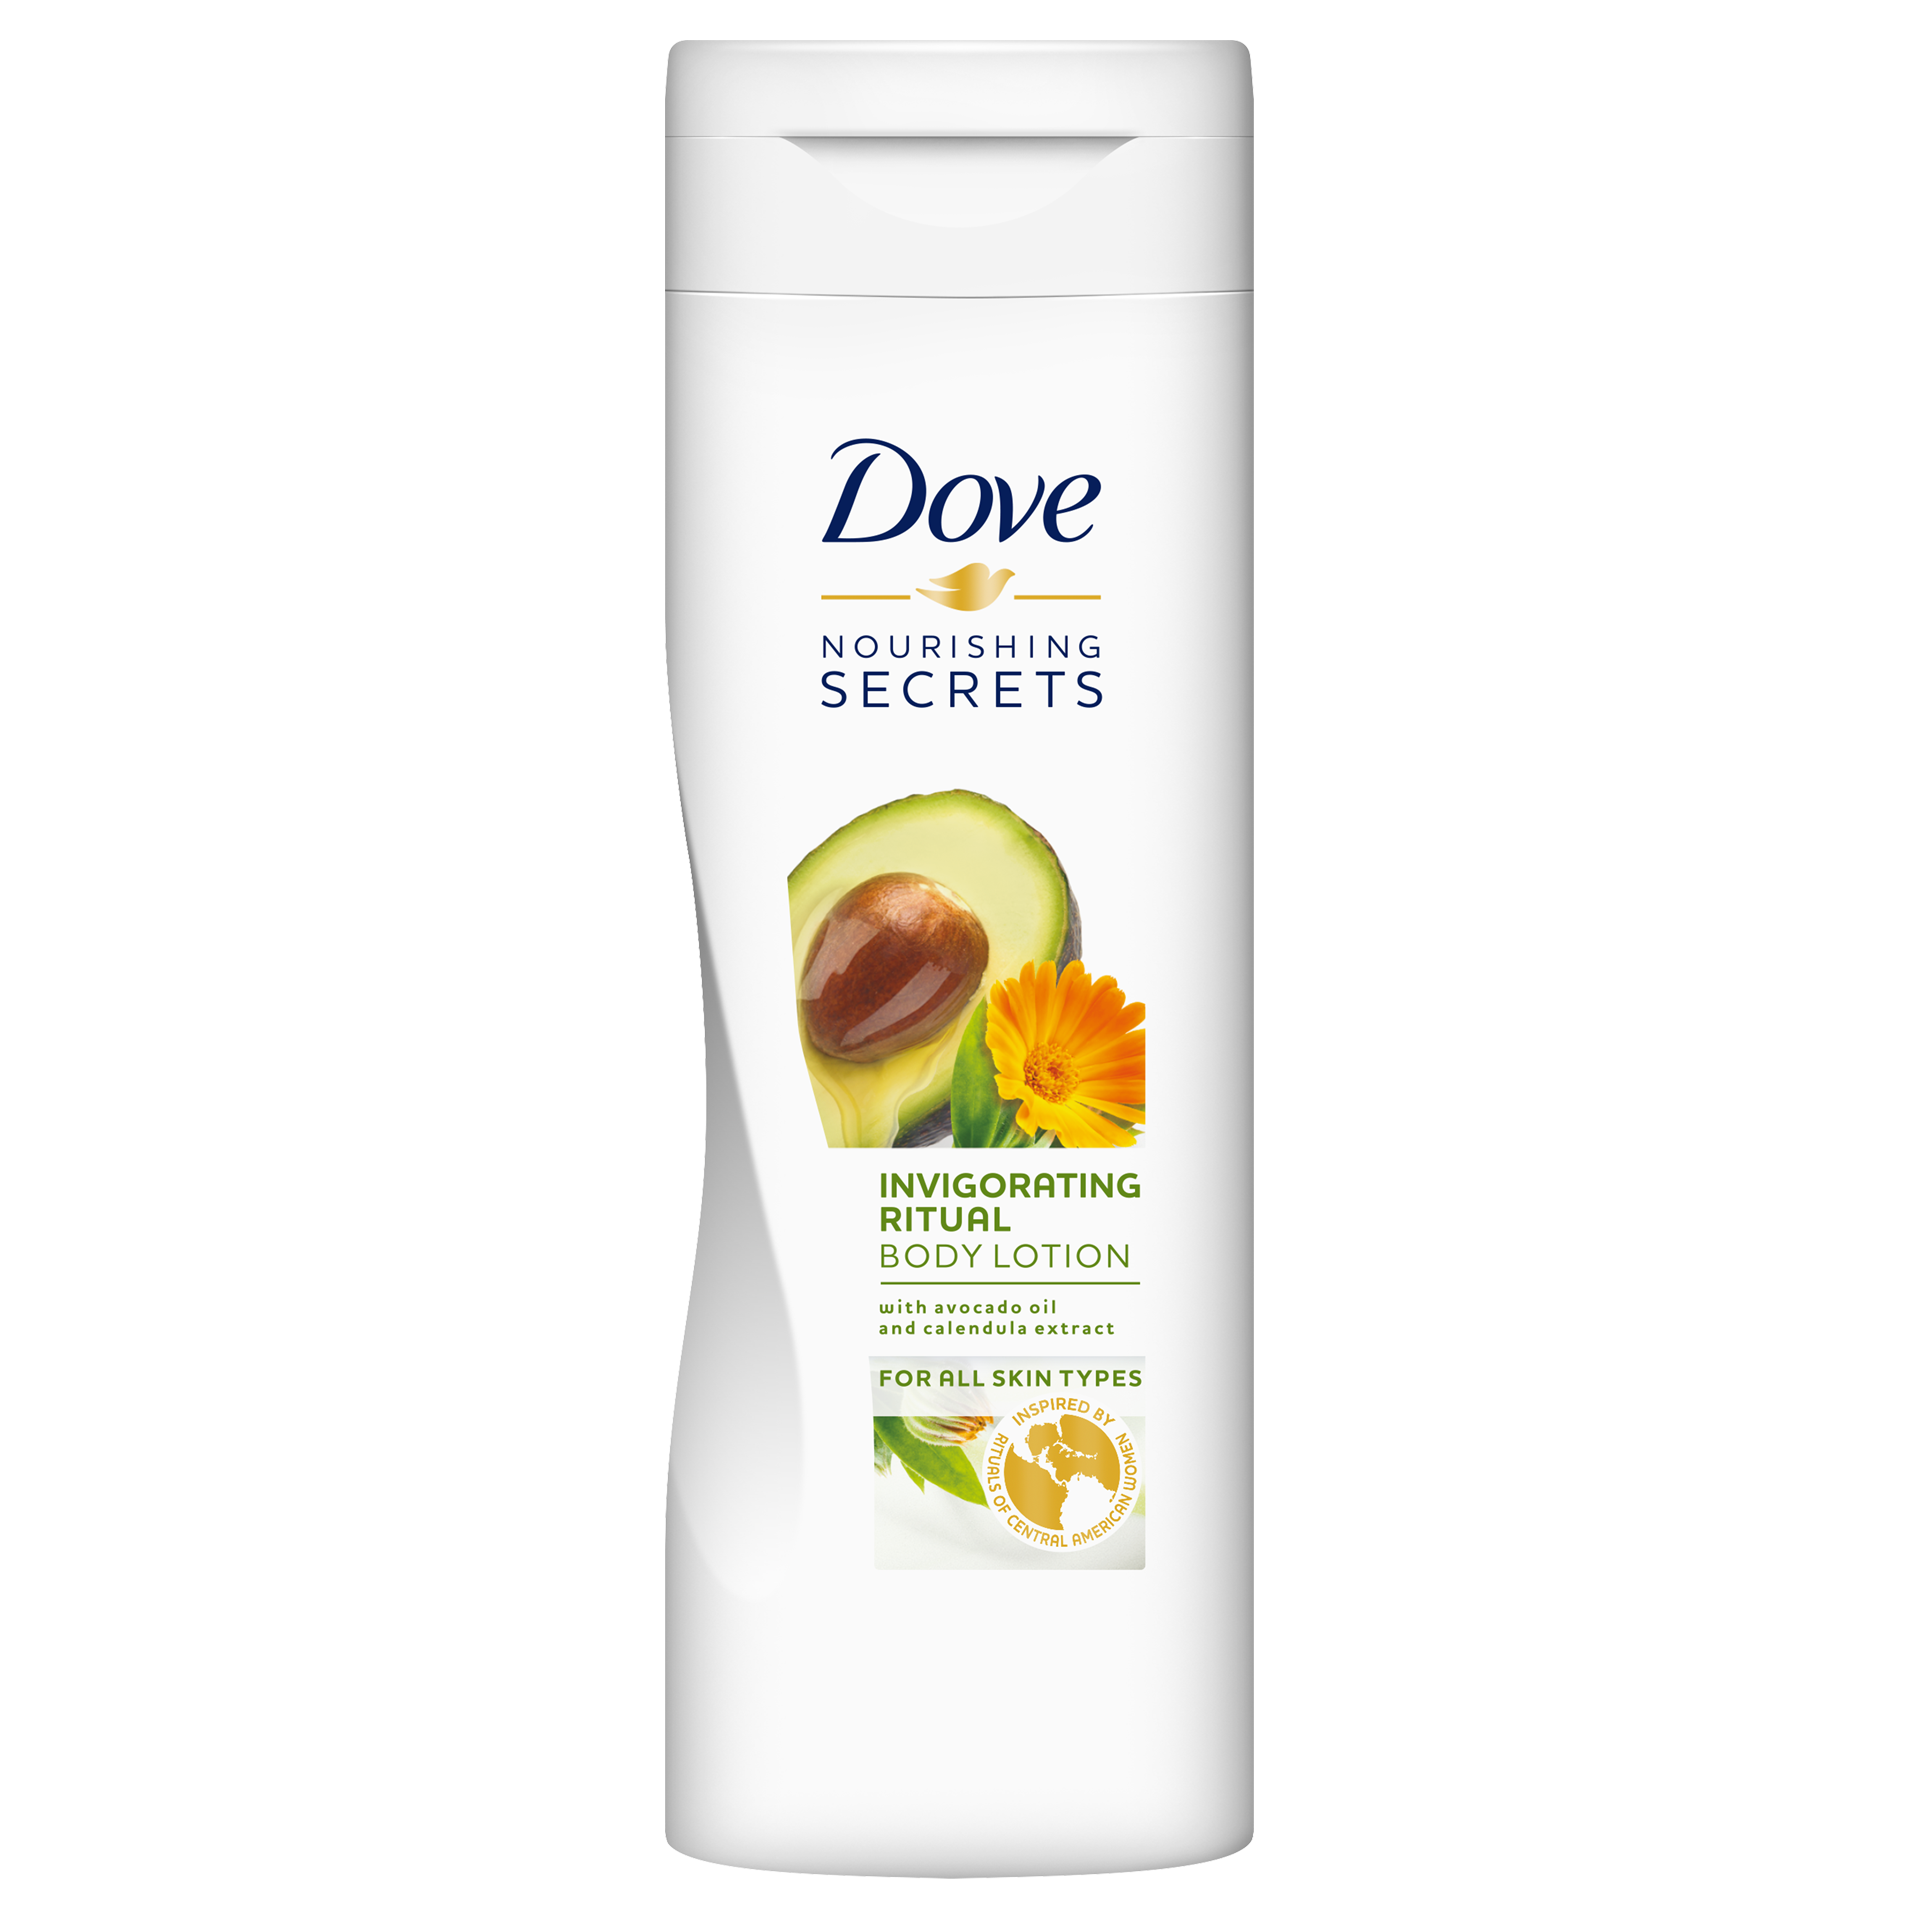 Dove
NOURISHING
SECRETS
INVIGORATING
RITUAL
BODY LOTION
with avocado oil
and calendula extract
FOR ALL SKIN TYPES
INSPIRED BY
RITUALS OF CENTRAL AMERICAN WOMEN